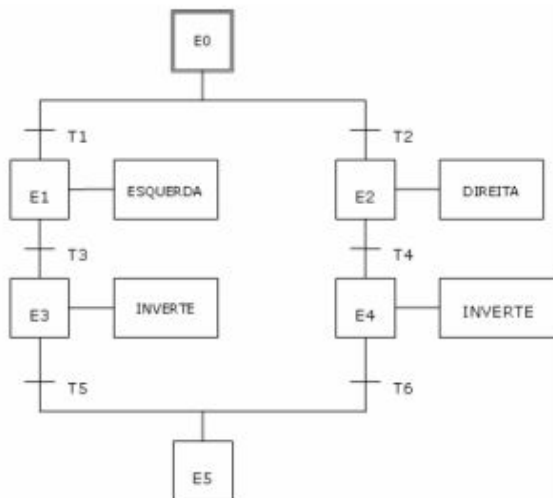 E0
T1
T2
E1
ESQUERDA
E2
DIREITA
T3
T4
E3
INVERTE
E4
INVERTE
T5
T6
E5